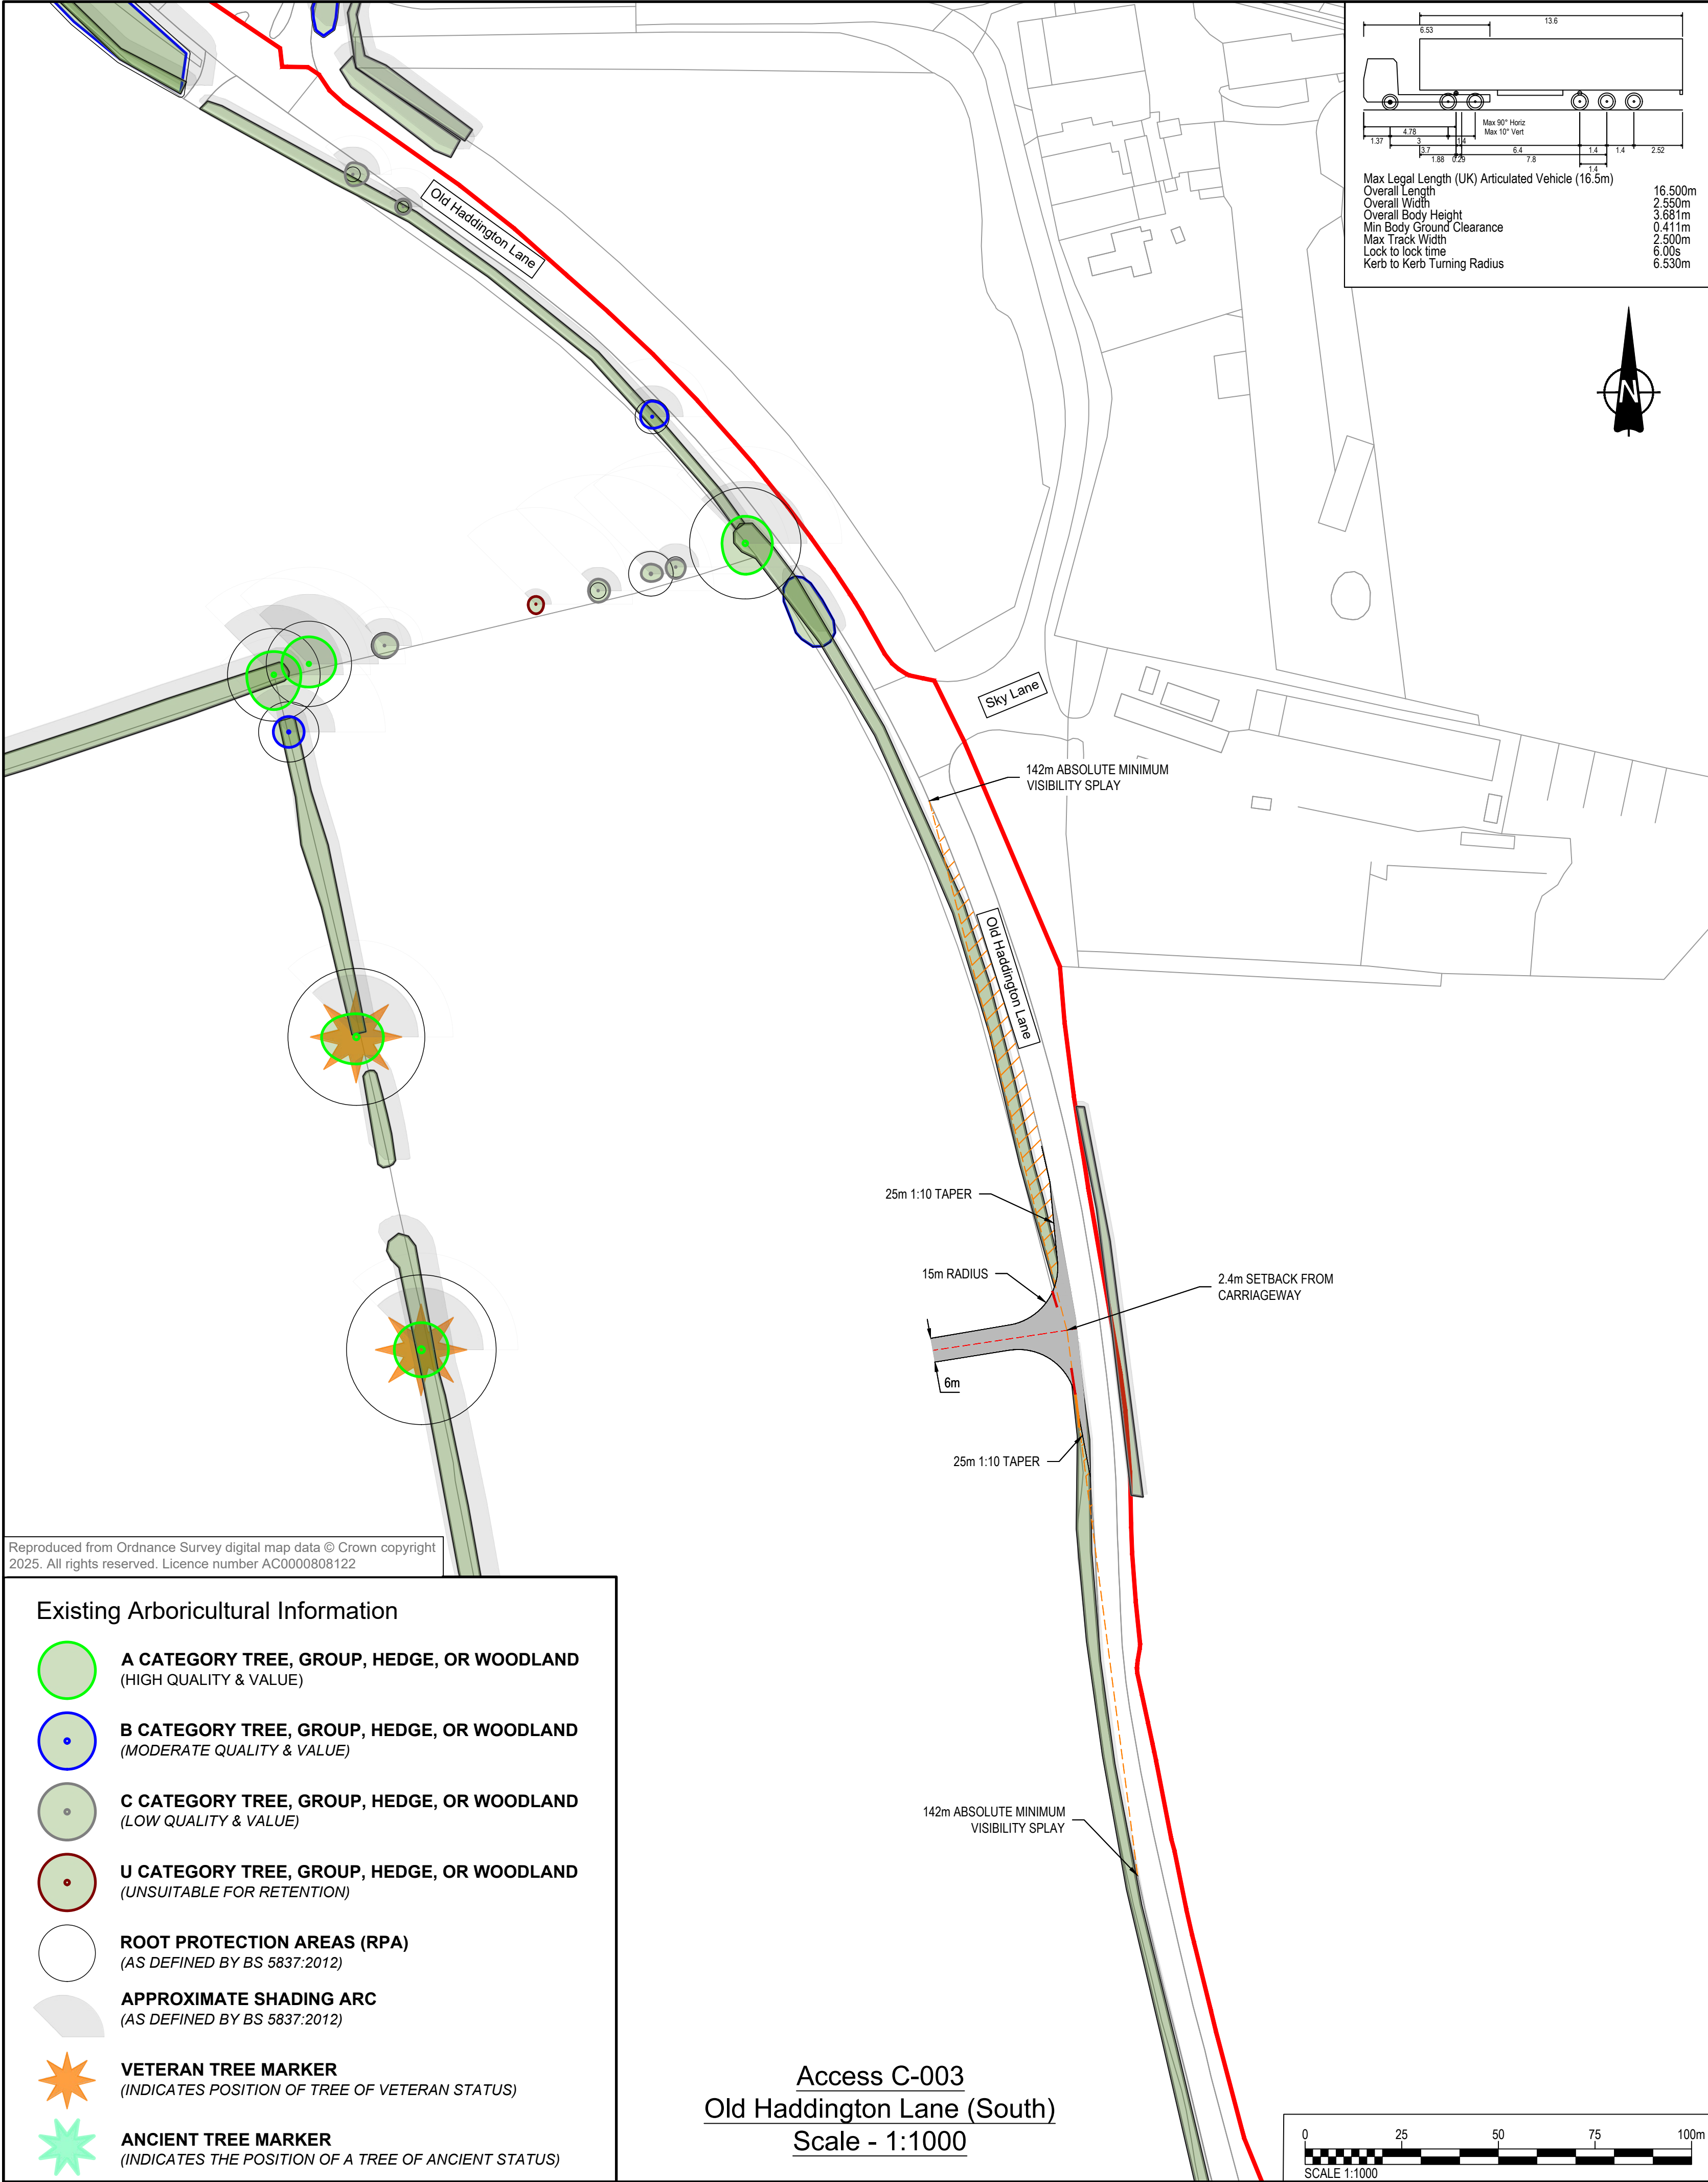 13.6
6.53
Max 90° Horiz
Max 10° Vert
4.78
1.4
1.37
3
3.7
6.4
1.4
1.4
2.52
1.88
0.29
7.8
1.4
Max Legal Length (UK) Articulated Vehicle (16.5m)
Overall Length 16.500m
Overall Width 2.550m
Overall Body Height 3.681m
Min Body Ground Clearance 0.411m
Max Track Width 2.500m
Lock to lock time 6.00s
Kerb to Kerb Turning Radius 6.530m
N
Old Haddington Lane
Sky Lane
142m ABSOLUTE MINIMUM
VISIBILITY SPLAY
Old Haddington Lane
25m 1:10 TAPER
15m RADIUS
2.4m SETBACK FROM
CARRIAGEWAY
6m
25m 1:10 TAPER
142m ABSOLUTE MINIMUM
VISIBILITY SPLAY
Reproduced from Ordnance Survey digital map data © Crown copyright
2025. All rights reserved. Licence number AC0000808122
Existing Arboricultural Information
A CATEGORY TREE, GROUP, HEDGE, OR WOODLAND
(HIGH QUALITY & VALUE)
B CATEGORY TREE, GROUP, HEDGE, OR WOODLAND
(MODERATE QUALITY & VALUE)
C CATEGORY TREE, GROUP, HEDGE, OR WOODLAND
(LOW QUALITY & VALUE)
U CATEGORY TREE, GROUP, HEDGE, OR WOODLAND
(UNSUITABLE FOR RETENTION)
ROOT PROTECTION AREAS (RPA)
(AS DEFINED BY BS 5837:2012)
APPROXIMATE SHADING ARC
(AS DEFINED BY BS 5837:2012)
VETERAN TREE MARKER
(INDICATES POSITION OF TREE OF VETERAN STATUS)
ANCIENT TREE MARKER
(INDICATES THE POSITION OF A TREE OF ANCIENT STATUS)
Access C-003
Old Haddington Lane (South)
Scale - 1:1000
0 25 50 75 100m
SCALE 1:1000